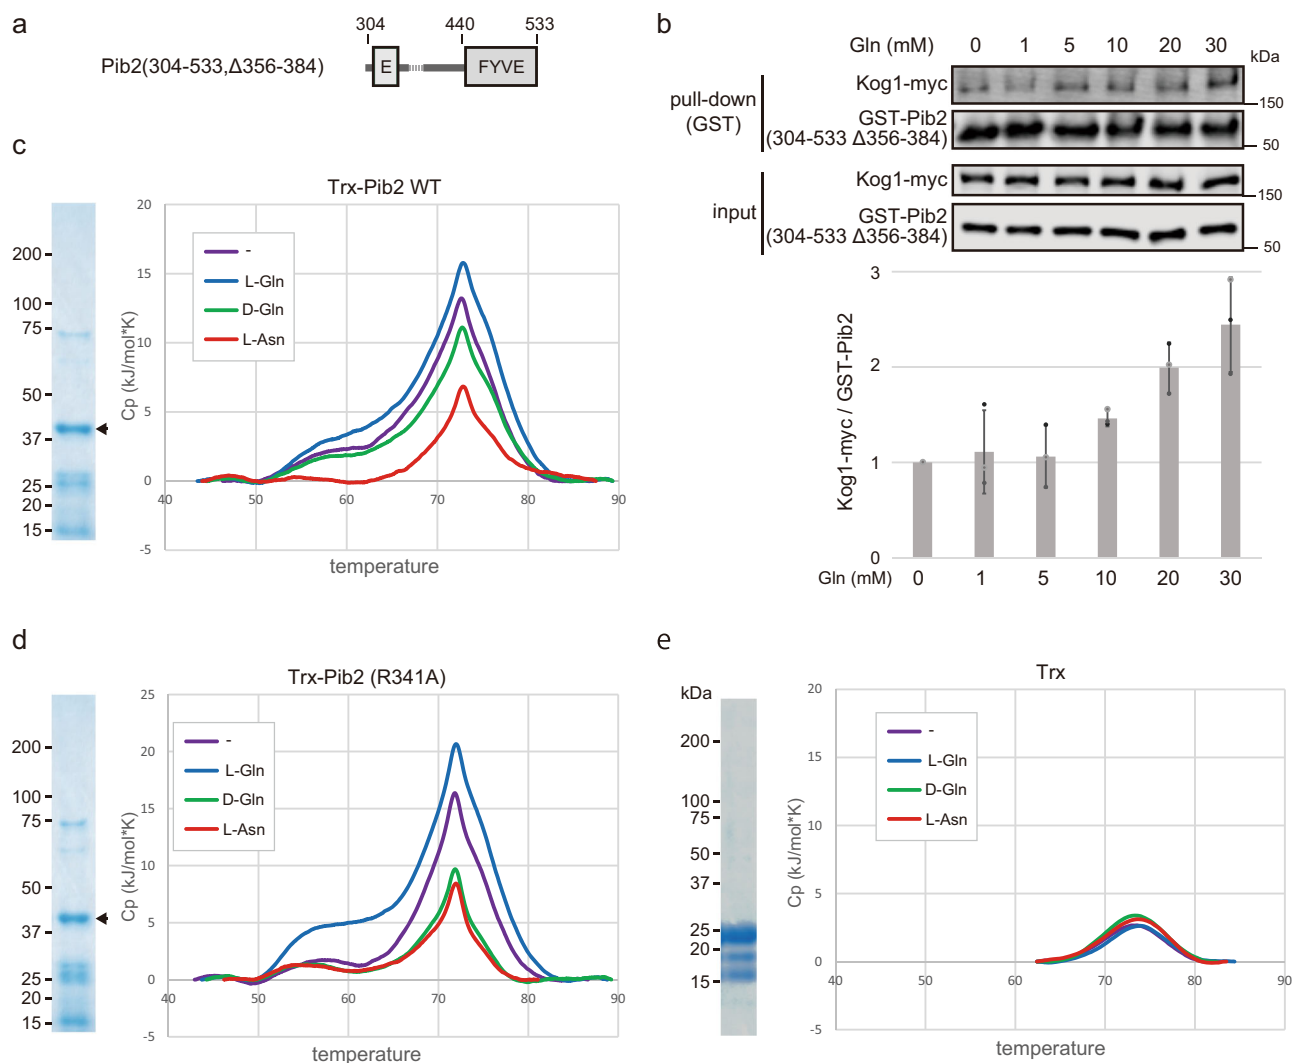 a
304 440 533
Pib2(304-533,Δ356-384)
E
FYVE
b
Gln (mM) 0 1 5 10 20 30
kDa
pull-down
(GST)
Kog1-myc
150
GST-Pib2
(304-533 Δ356-384)
50
input
Kog1-myc
150
GST-Pib2
(304-533 Δ356-384)
50
Kog1-myc / GST-Pib2
3
2
1
0
Gln (mM) 0 1 5 10 20 30
c
200
100
75
50
37
25
20
15
Trx-Pib2 WT
Cp (kJ/mol*K)
20
15
10
5
0
-5
-
L-Gln
D-Gln
L-Asn
40 50 60 70 80 90
temperature
d
200
100
75
50
37
25
20
15
Trx-Pib2 (R341A)
Cp (kJ/mol*K)
25
20
15
10
5
0
-5
-
L-Gln
D-Gln
L-Asn
40 50 60 70 80 90
temperature
e
kDa
200
100
75
50
37
25
20
15
Trx
Cp (kJ/mol*K)
20
15
10
5
0
-5
-
L-Gln
D-Gln
L-Asn
40 50 60 70 80 90
temperature